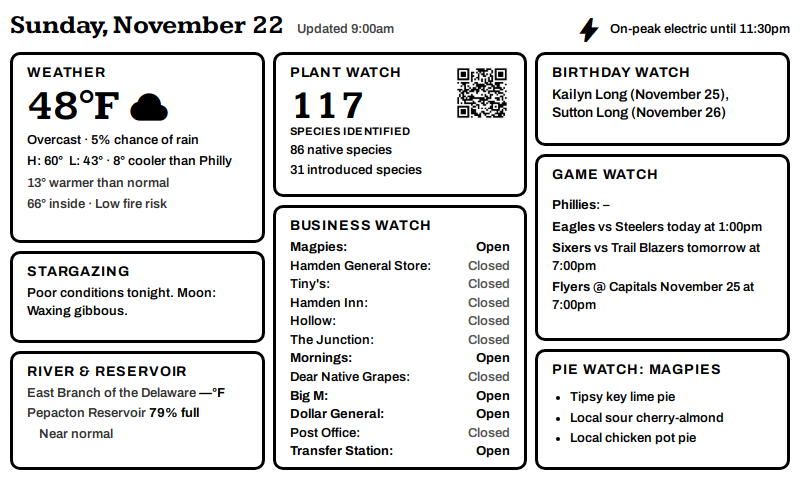 Sunday, November 22 Updated 9:00am
On-peak electric until 11:30pm
WEATHER
48°F
Overcast · 5% chance of rain
H: 60° L: 43° · 8° cooler than Philly
13° warmer than normal
66° inside · Low fire risk
STARGAZING
Poor conditions tonight. Moon:
Waxing gibbous.
RIVER & RESERVOIR
East Branch of the Delaware —°F
Pepacton Reservoir 79% full
Near normal
PLANT WATCH
117
SPECIES IDENTIFIED
86 native species
31 introduced species
BUSINESS WATCH
Magpies: Open
Hamden General Store: Closed
Tiny's: Closed
Hamden Inn: Closed
Hollow: Closed
The Junction: Closed
Mornings: Open
Dear Native Grapes: Closed
Big M: Open
Dollar General: Open
Post Office: Closed
Transfer Station: Open
BIRTHDAY WATCH
Kailyn Long (November 25),
Sutton Long (November 26)
GAME WATCH
Phillies: –
Eagles vs Steelers today at 1:00pm
Sixers vs Trail Blazers tomorrow at
7:00pm
Flyers @ Capitals November 25 at
7:00pm
PIE WATCH: MAGPIES
• Tipsy key lime pie
• Local sour cherry-almond
• Local chicken pot pie